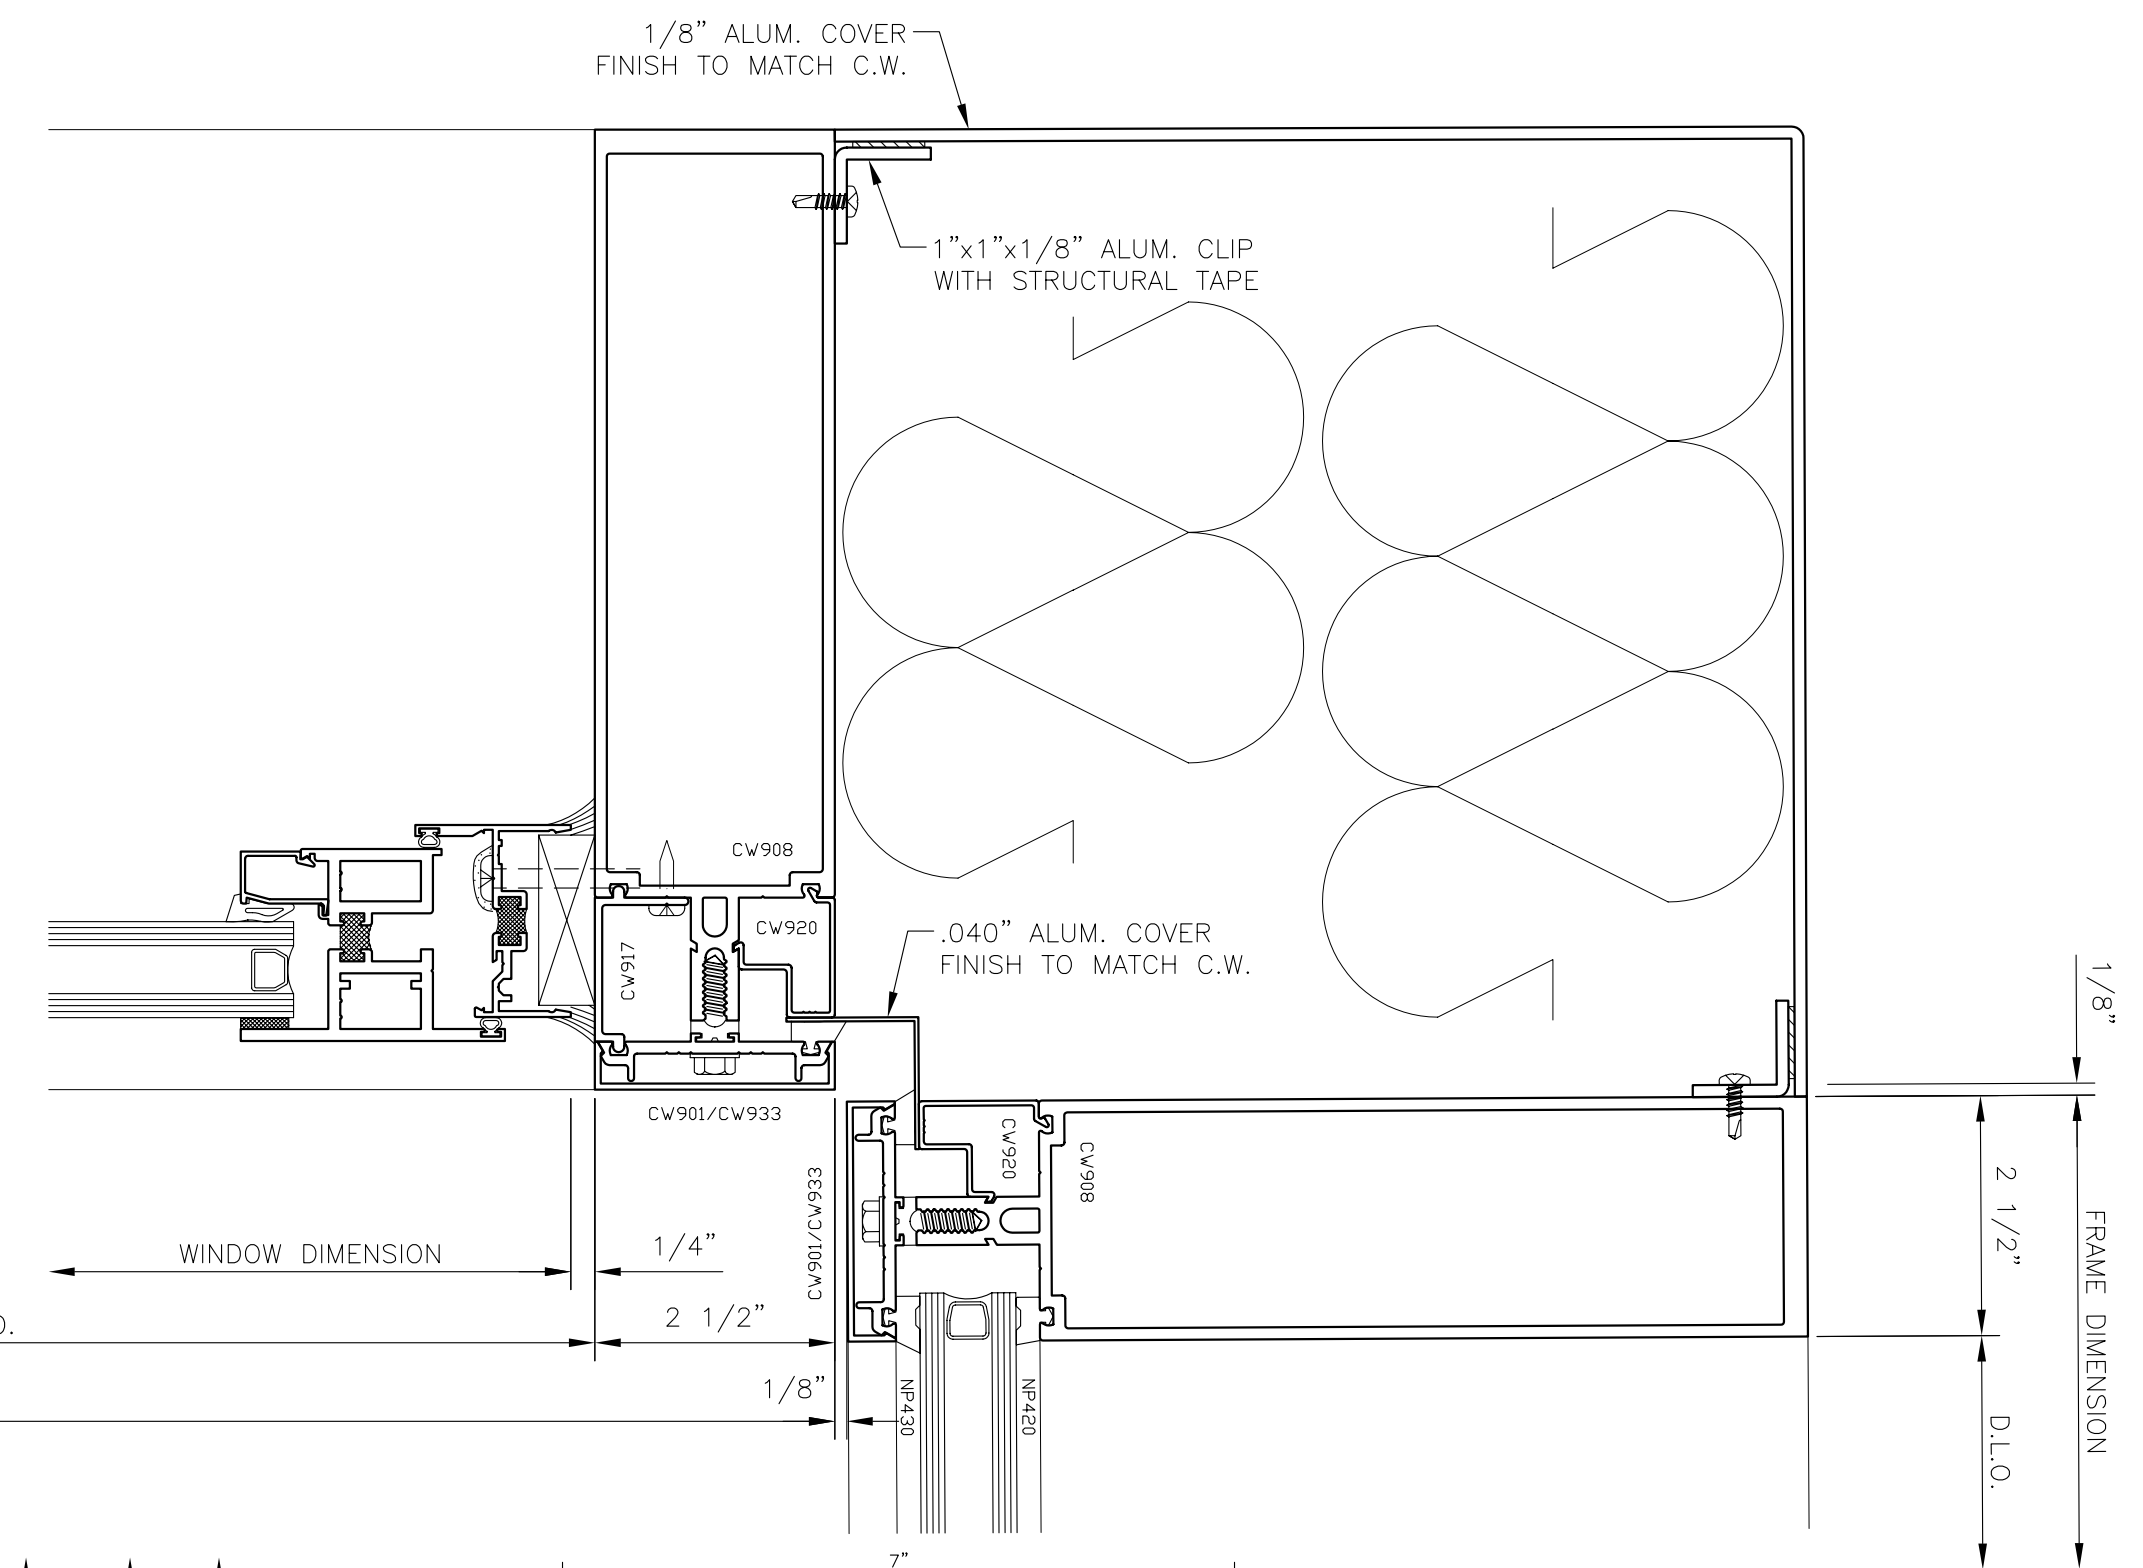 1/8" ALUM. COVER
FINISH TO MATCH C.W.
1"x1"x1/8" ALUM. CLIP
WITH STRUCTURAL TAPE
CW908
CW920
CW917
.040" ALUM. COVER
FINISH TO MATCH C.W.
1/8"
CW901/CW933
CW920
CW908
CW901/CW933
2 1/2"
FRAME DIMENSION
WINDOW DIMENSION
1/4"
2 1/2"
1/8"
NP430
NP420
D.L.O.
7"